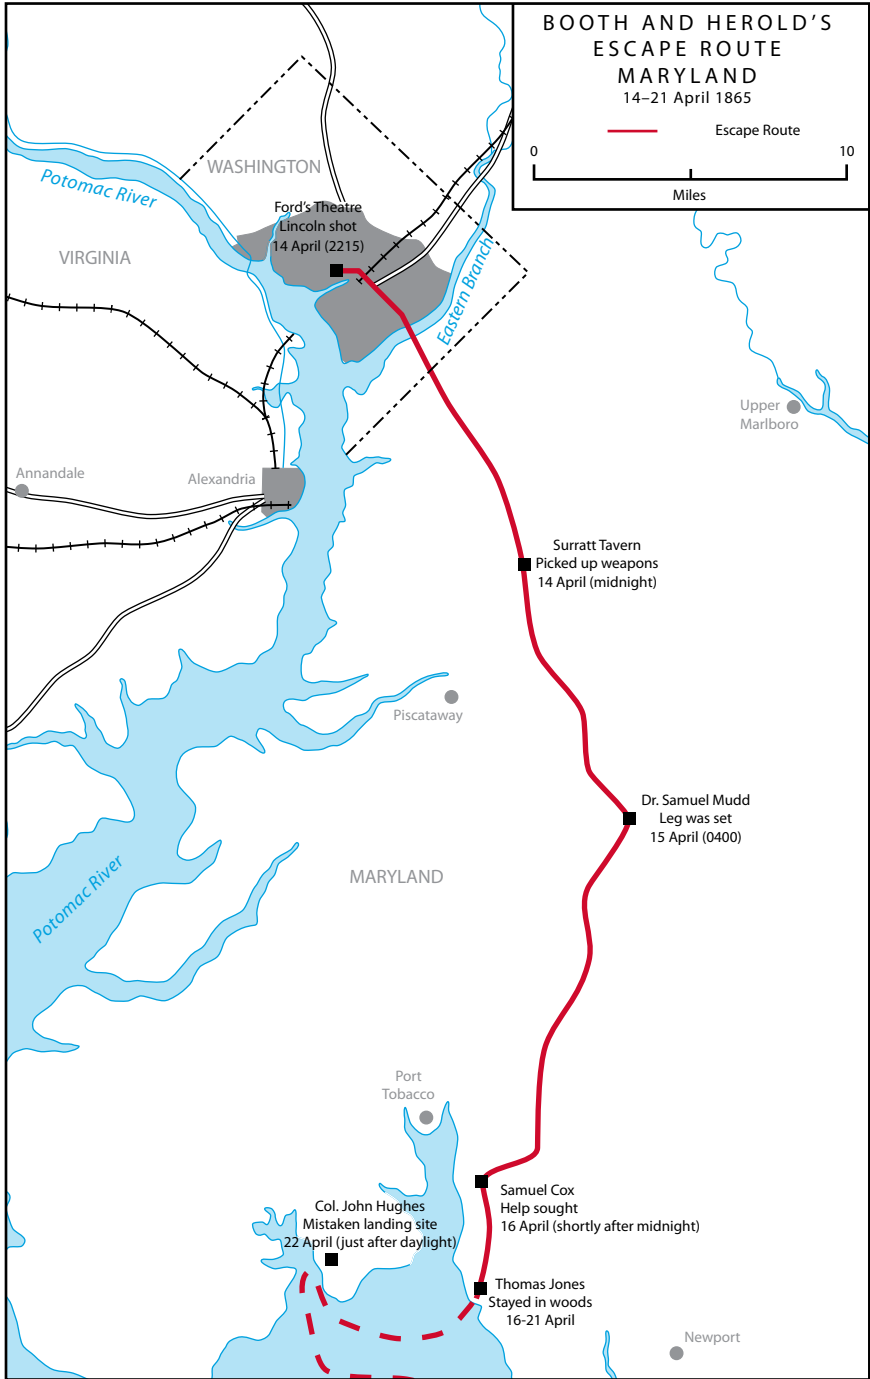 BOOTH AND HEROLD'S
ESCAPE ROUTE
MARYLAND
14–21 April 1865
Escape Route
0
10
Miles
WASHINGTON
Potomac River
Ford's Theatre
Lincoln shot
14 April (2215)
VIRGINIA
Eastern Branch
Upper
Marlboro
Annandale
Alexandria
Surratt Tavern
Picked up weapons
14 April (midnight)
Piscataway
Dr. Samuel Mudd
Leg was set
15 April (0400)
MARYLAND
Potomac River
Port
Tobacco
Samuel Cox
Help sought
16 April (shortly after midnight)
Col. John Hughes
Mistaken landing site
22 April (just after daylight)
Thomas Jones
Stayed in woods
16-21 April
Newport